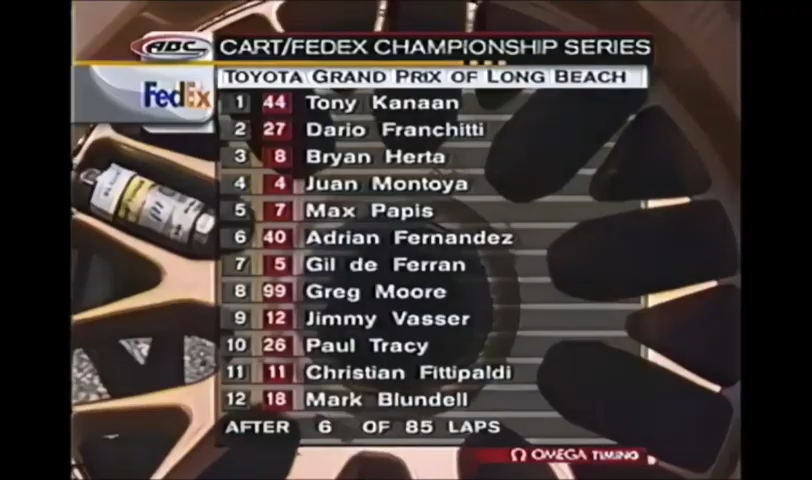 ABC CART/FEDEX CHAMPIONSHIP SERIES
FedEx TOYOTA GRAND PRIX OF LONG BEACH
1 44 Tony Kanaan
2 27 Dario Franchitti
3 8 Bryan Herta
4 4 Juan Montoya
5 7 Max Papis
6 40 Adrian Fernandez
7 5 Gil de Ferran
8 99 Greg Moore
9 12 Jimmy Vasser
10 26 Paul Tracy
11 11 Christian Fittipaldi
12 18 Mark Blundell
AFTER 6 OF 85 LAPS
Ω OMEGA TIMING